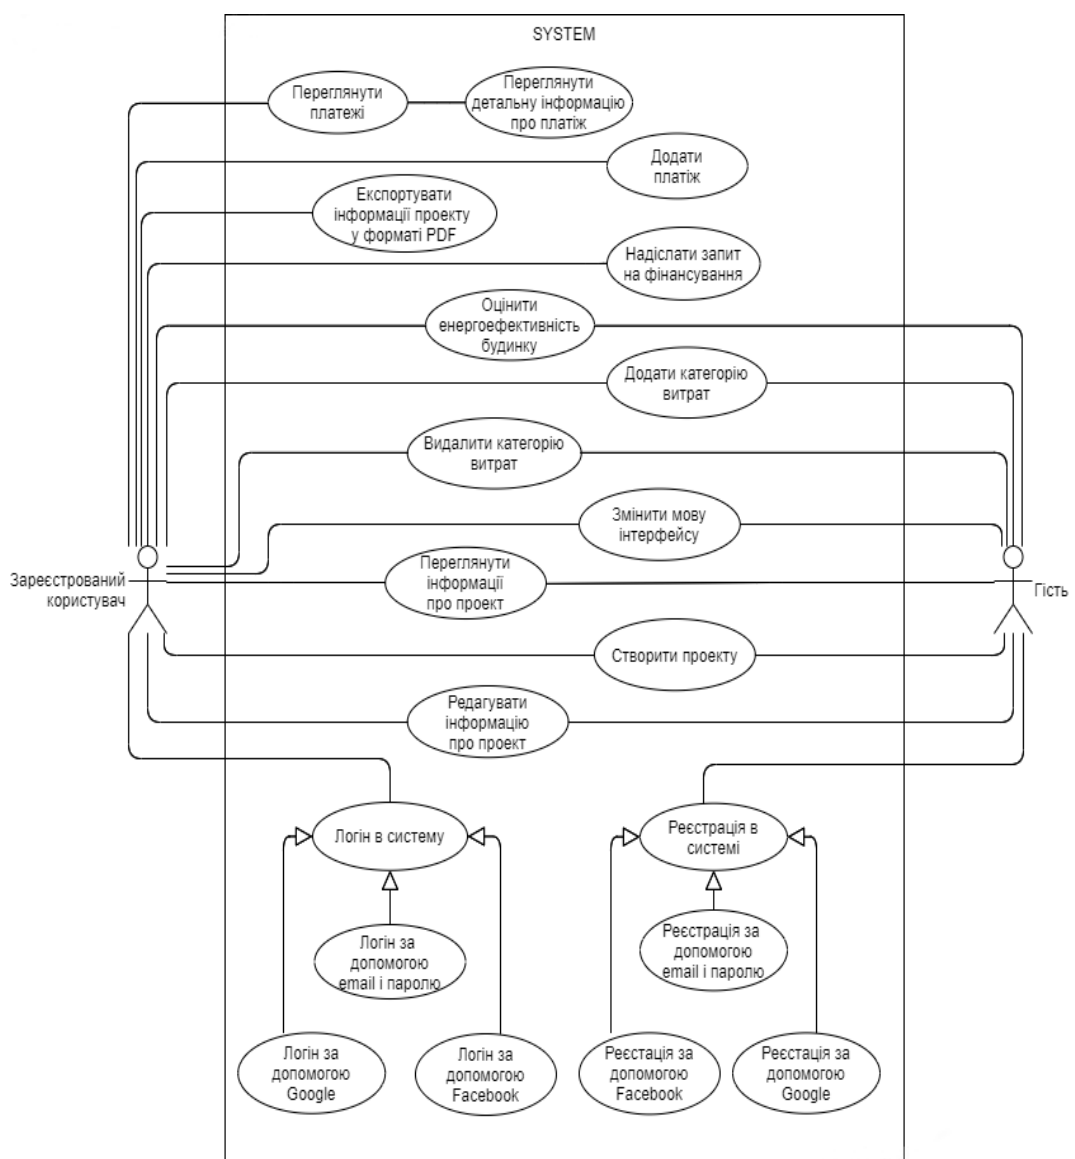 SYSTEM
Переглянути
платежі
Переглянути
детальну інформацію
про платіж
Додати
платіж
Експортувати
інформації проекту
у форматі PDF
Надіслати запит
на фінансування
Оцінити
енергоефективність
будинку
Додати категорію
витрат
Видалити категорію
витрат
Змінити мову
інтерфейсу
Зареєстрований
користувач
Переглянути
інформації
про проект
Гість
Створити проекту
Редагувати
інформацію
про проект
Логін в систему
Реєстрація в
системі
Логін за
допомогою
email і паролю
Реєстрація за
допомогою
email і паролю
Логін за
допомогою
Google
Логін за
допомогою
Facebook
Реєстація за
допомогою
Facebook
Реєстація за
допомогою
Google